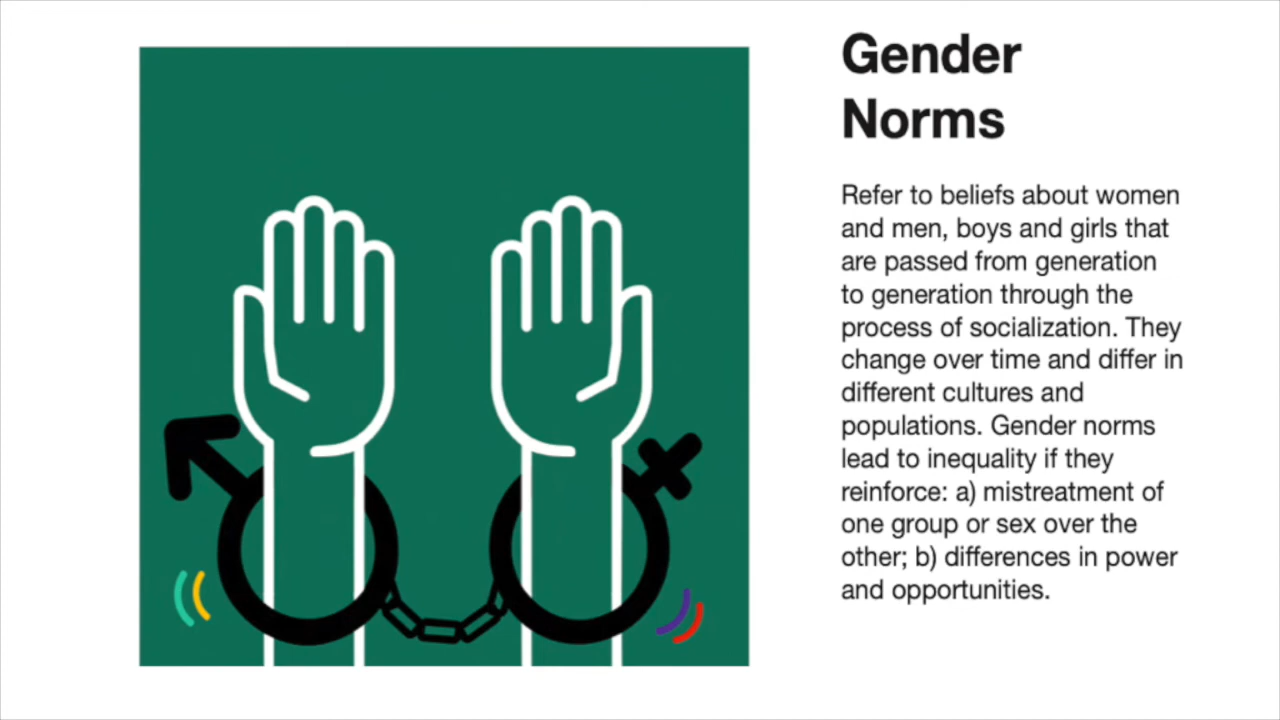 Gender
Norms
Refer to beliefs about women
and men, boys and girls that
are passed from generation
to generation through the
process of socialization. They
change over time and differ in
different cultures and
populations. Gender norms
lead to inequality if they
reinforce: a) mistreatment of
one group or sex over the
other; b) differences in power
and opportunities.